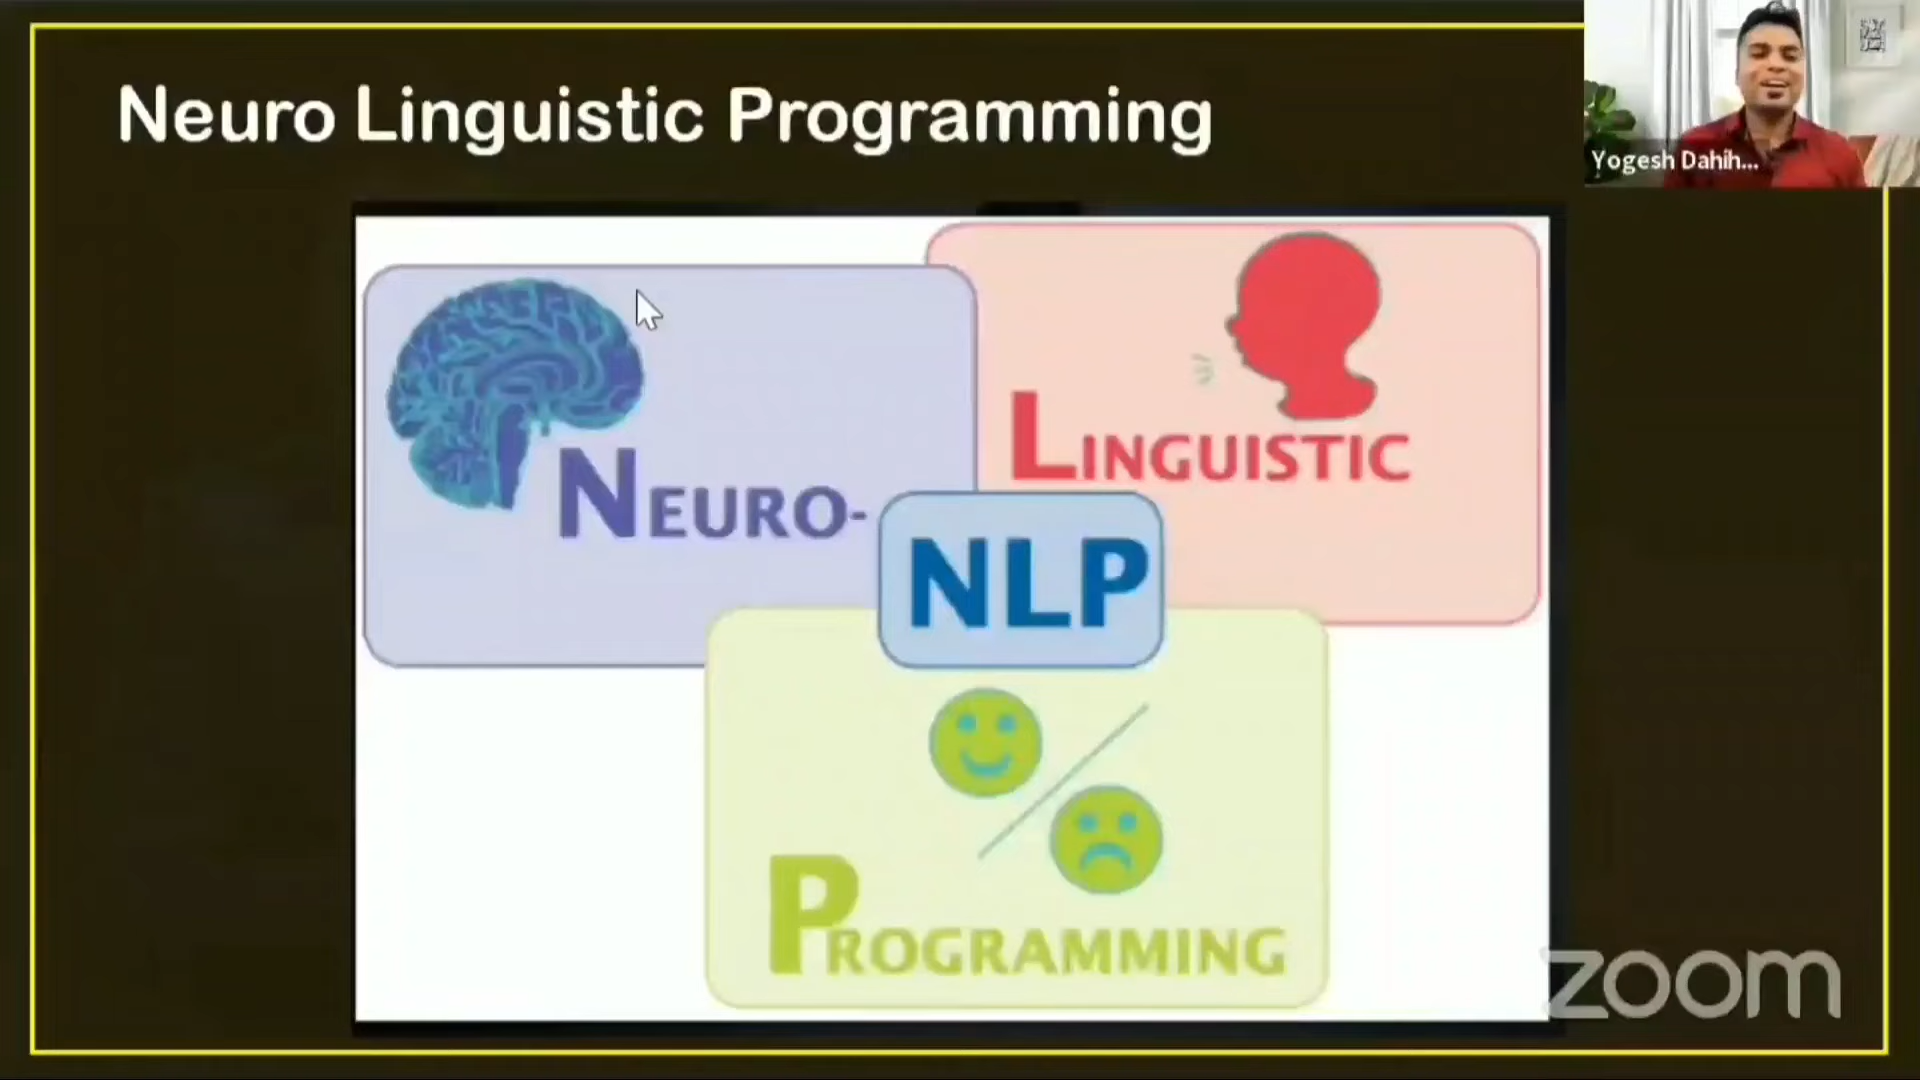 Neuro Linguistic Programming
Yogesh Dahih...
LINGUISTIC
NEURO-
NLP
PROGRAMMING
zoom